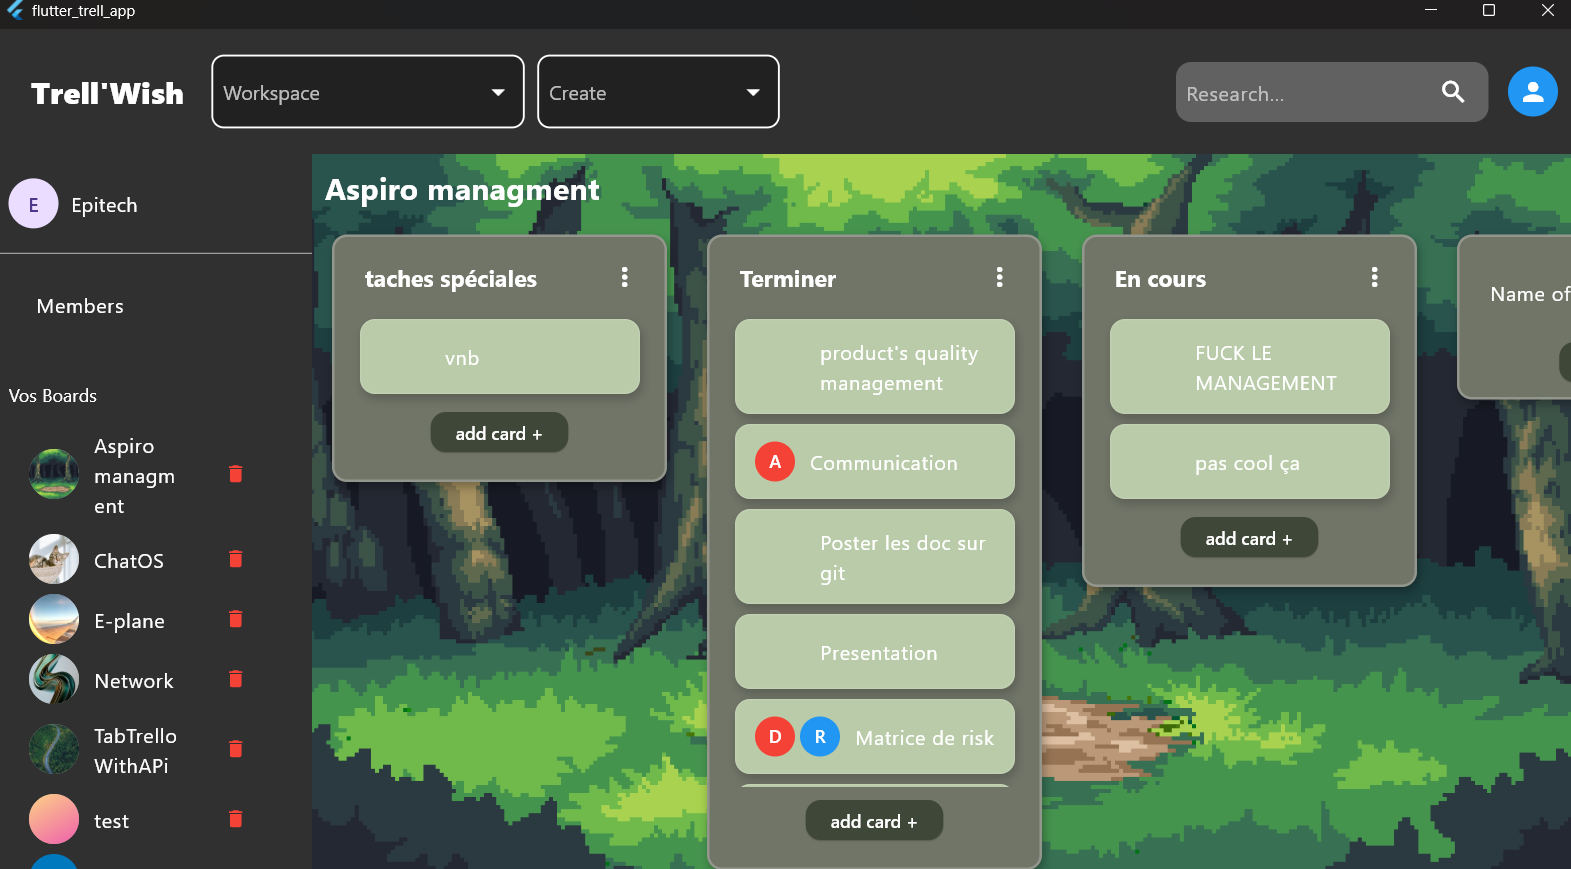 flutter_trell_app
Trell'Wish
Workspace
Create
Research...
E
Epitech
Members
Vos Boards
Aspiro
managm
ent
ChatOS
E-plane
Network
TabTrello
WithAPi
test
Aspiro managment
taches spéciales
vnb
add card +
Terminer
product's quality
management
A
Communication
Poster les doc sur
git
Presentation
D
R
Matrice de risk
add card +
En cours
FUCK LE
MANAGEMENT
pas cool ça
add card +
Name of